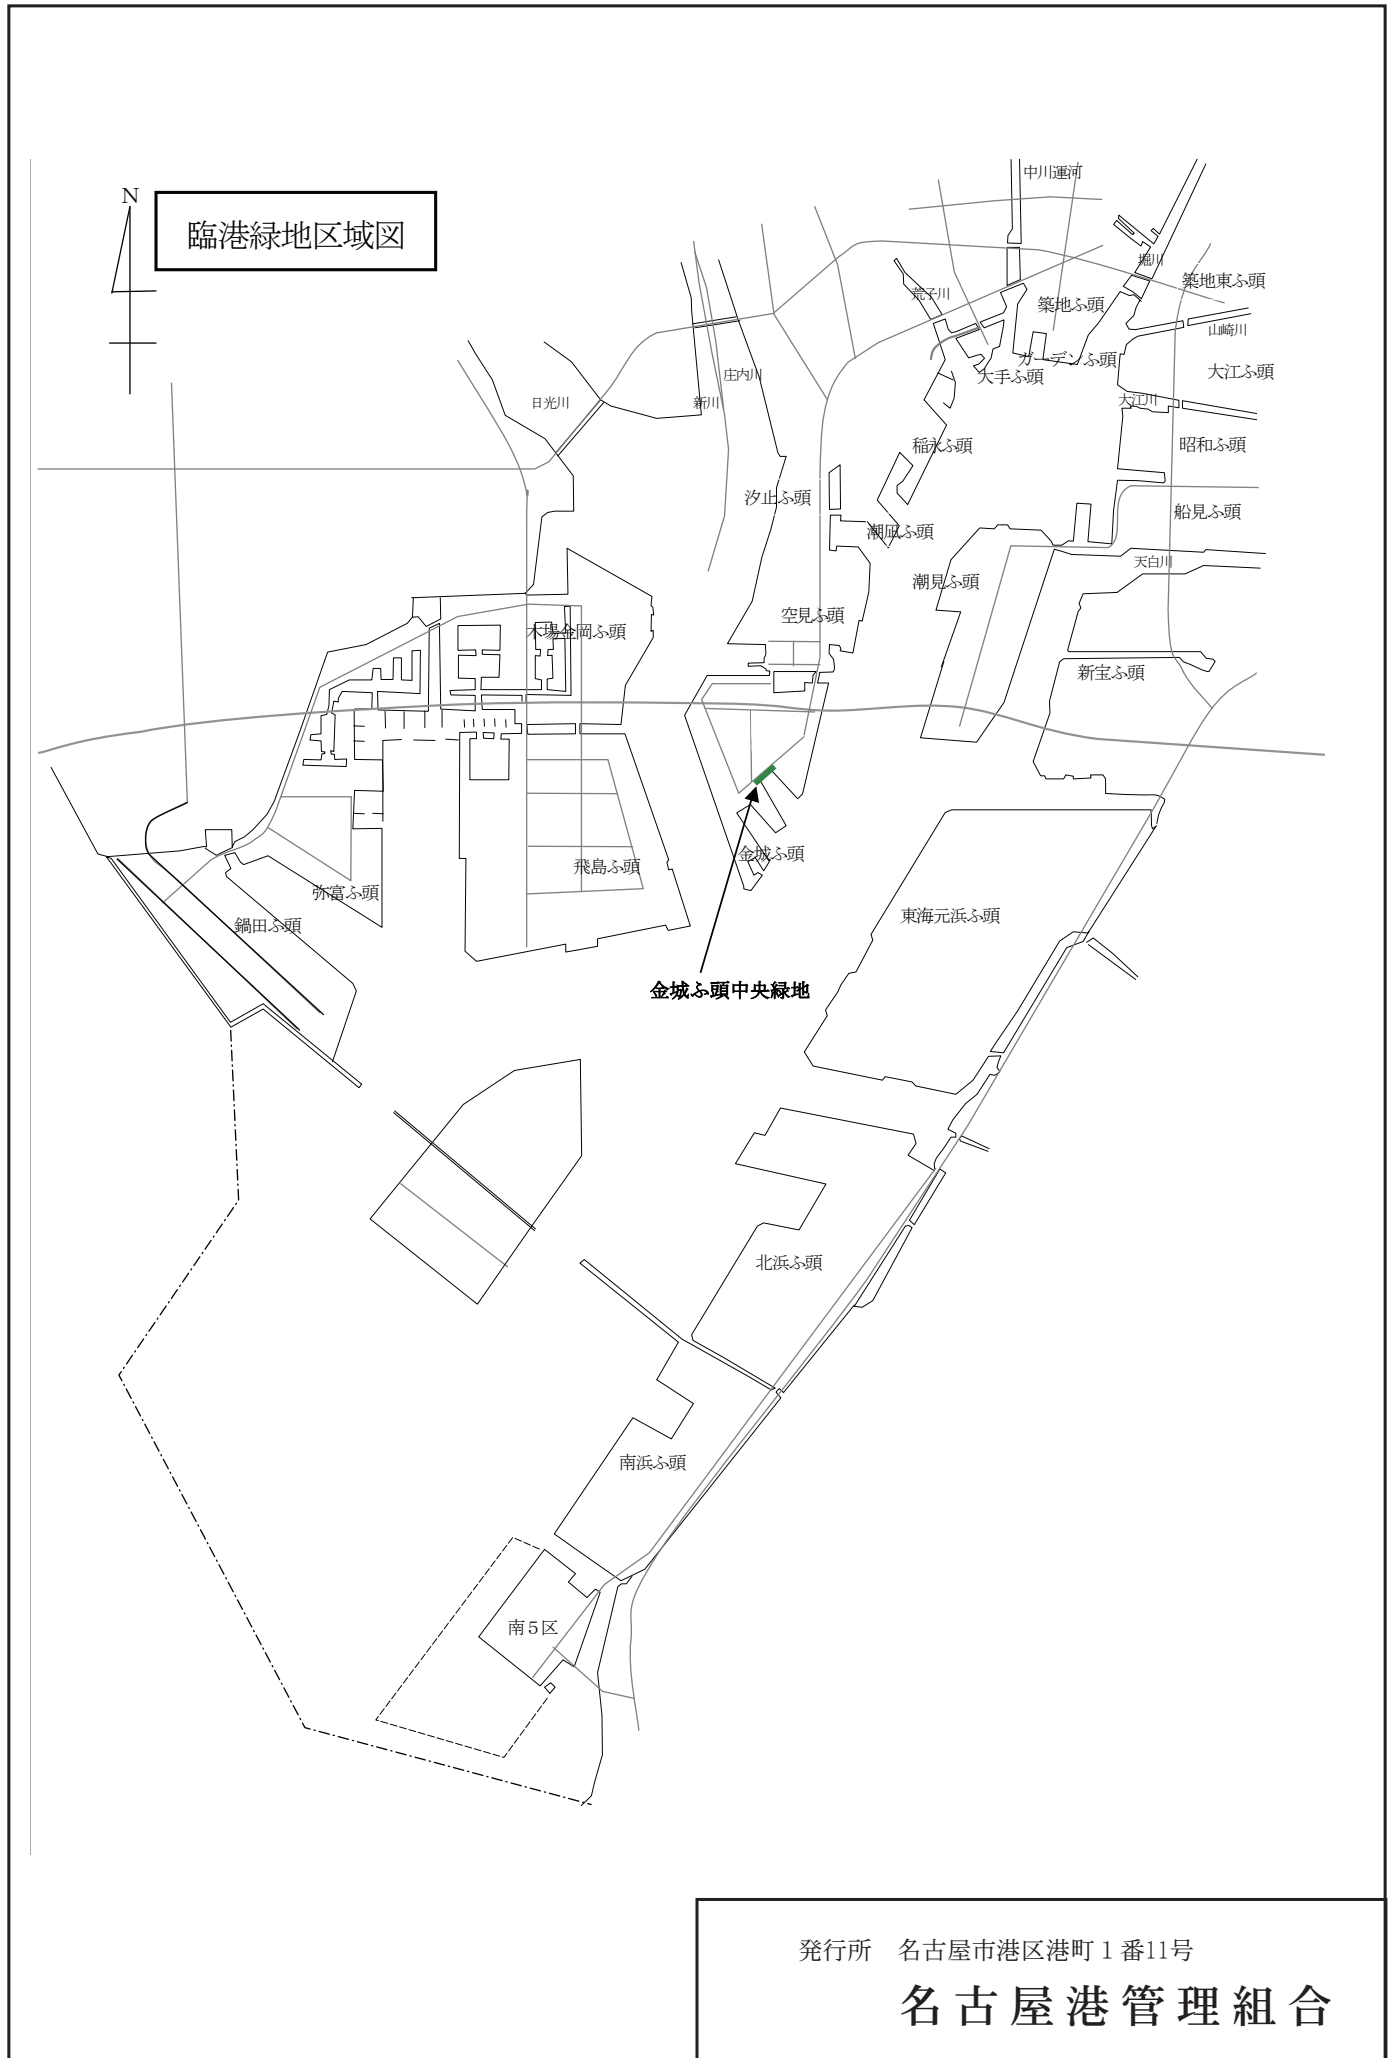 N
臨港緑地区域図
中川運河
堀川
築地東ふ頭
荒子川
築地ふ頭
山崎川
ガーデンふ頭
大手ふ頭
大江ふ頭
庄内川
新川
日光川
大江川
稲永ふ頭
昭和ふ頭
汐止ふ頭
船見ふ頭
潮凪ふ頭
天白川
潮見ふ頭
空見ふ頭
木場金岡ふ頭
新宝ふ頭
金城ふ頭
飛島ふ頭
弥富ふ頭
鍋田ふ頭
東海元浜ふ頭
金城ふ頭中央緑地
北浜ふ頭
南浜ふ頭
南５区
発行所　名古屋市港区港町１番11号
名古屋港管理組合